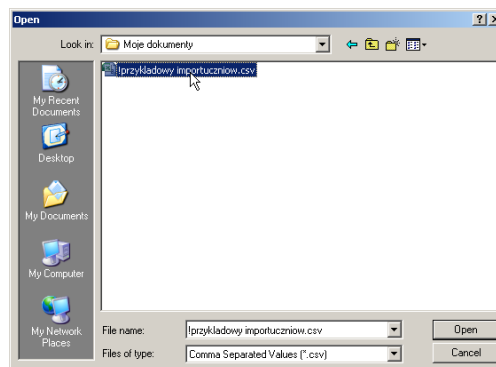 Open
Look in:
Moje dokumenty
!przykladowy importuczniow.csv
My Recent
Documents
Desktop
My Documents
My Computer
My Network
Places
File name:
!przykladowy importuczniow.csv
Open
Files of type:
Comma Separated Values (*.csv)
Cancel